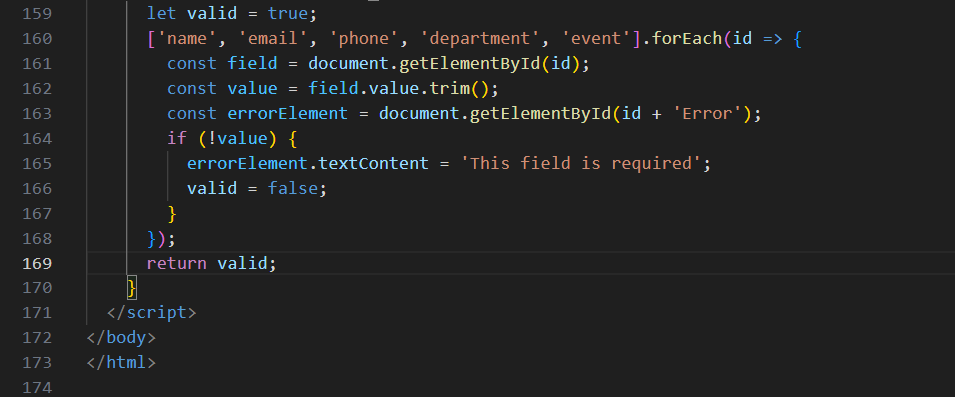 159 let valid = true;
160 ['name', 'email', 'phone', 'department', 'event'].forEach(id => {
161 const field = document.getElementById(id);
162 const value = field.value.trim();
163 const errorElement = document.getElementById(id + 'Error');
164 if (!value) {
165 errorElement.textContent = 'This field is required';
166 valid = false;
167 }
168 });
169 return valid;
170 }
171 </script>
172 </body>
173 </html>
174